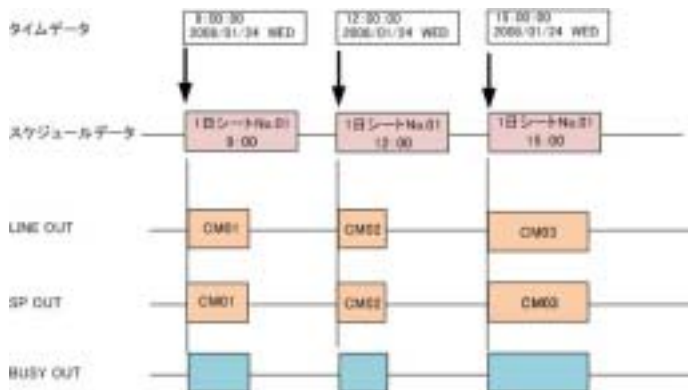 タイムデータ
9:00:00
2008/01/24 WED
12:00:00
2008/01/24 WED
15:00:00
2008/01/24 WED
スケジュールデータ
1日シートNo.01
9:00
1日シートNo.01
12:00
1日シートNo.01
15:00
LINE OUT
CM01
CM02
CM03
SP OUT
CM01
CM02
CM03
BUSY OUT